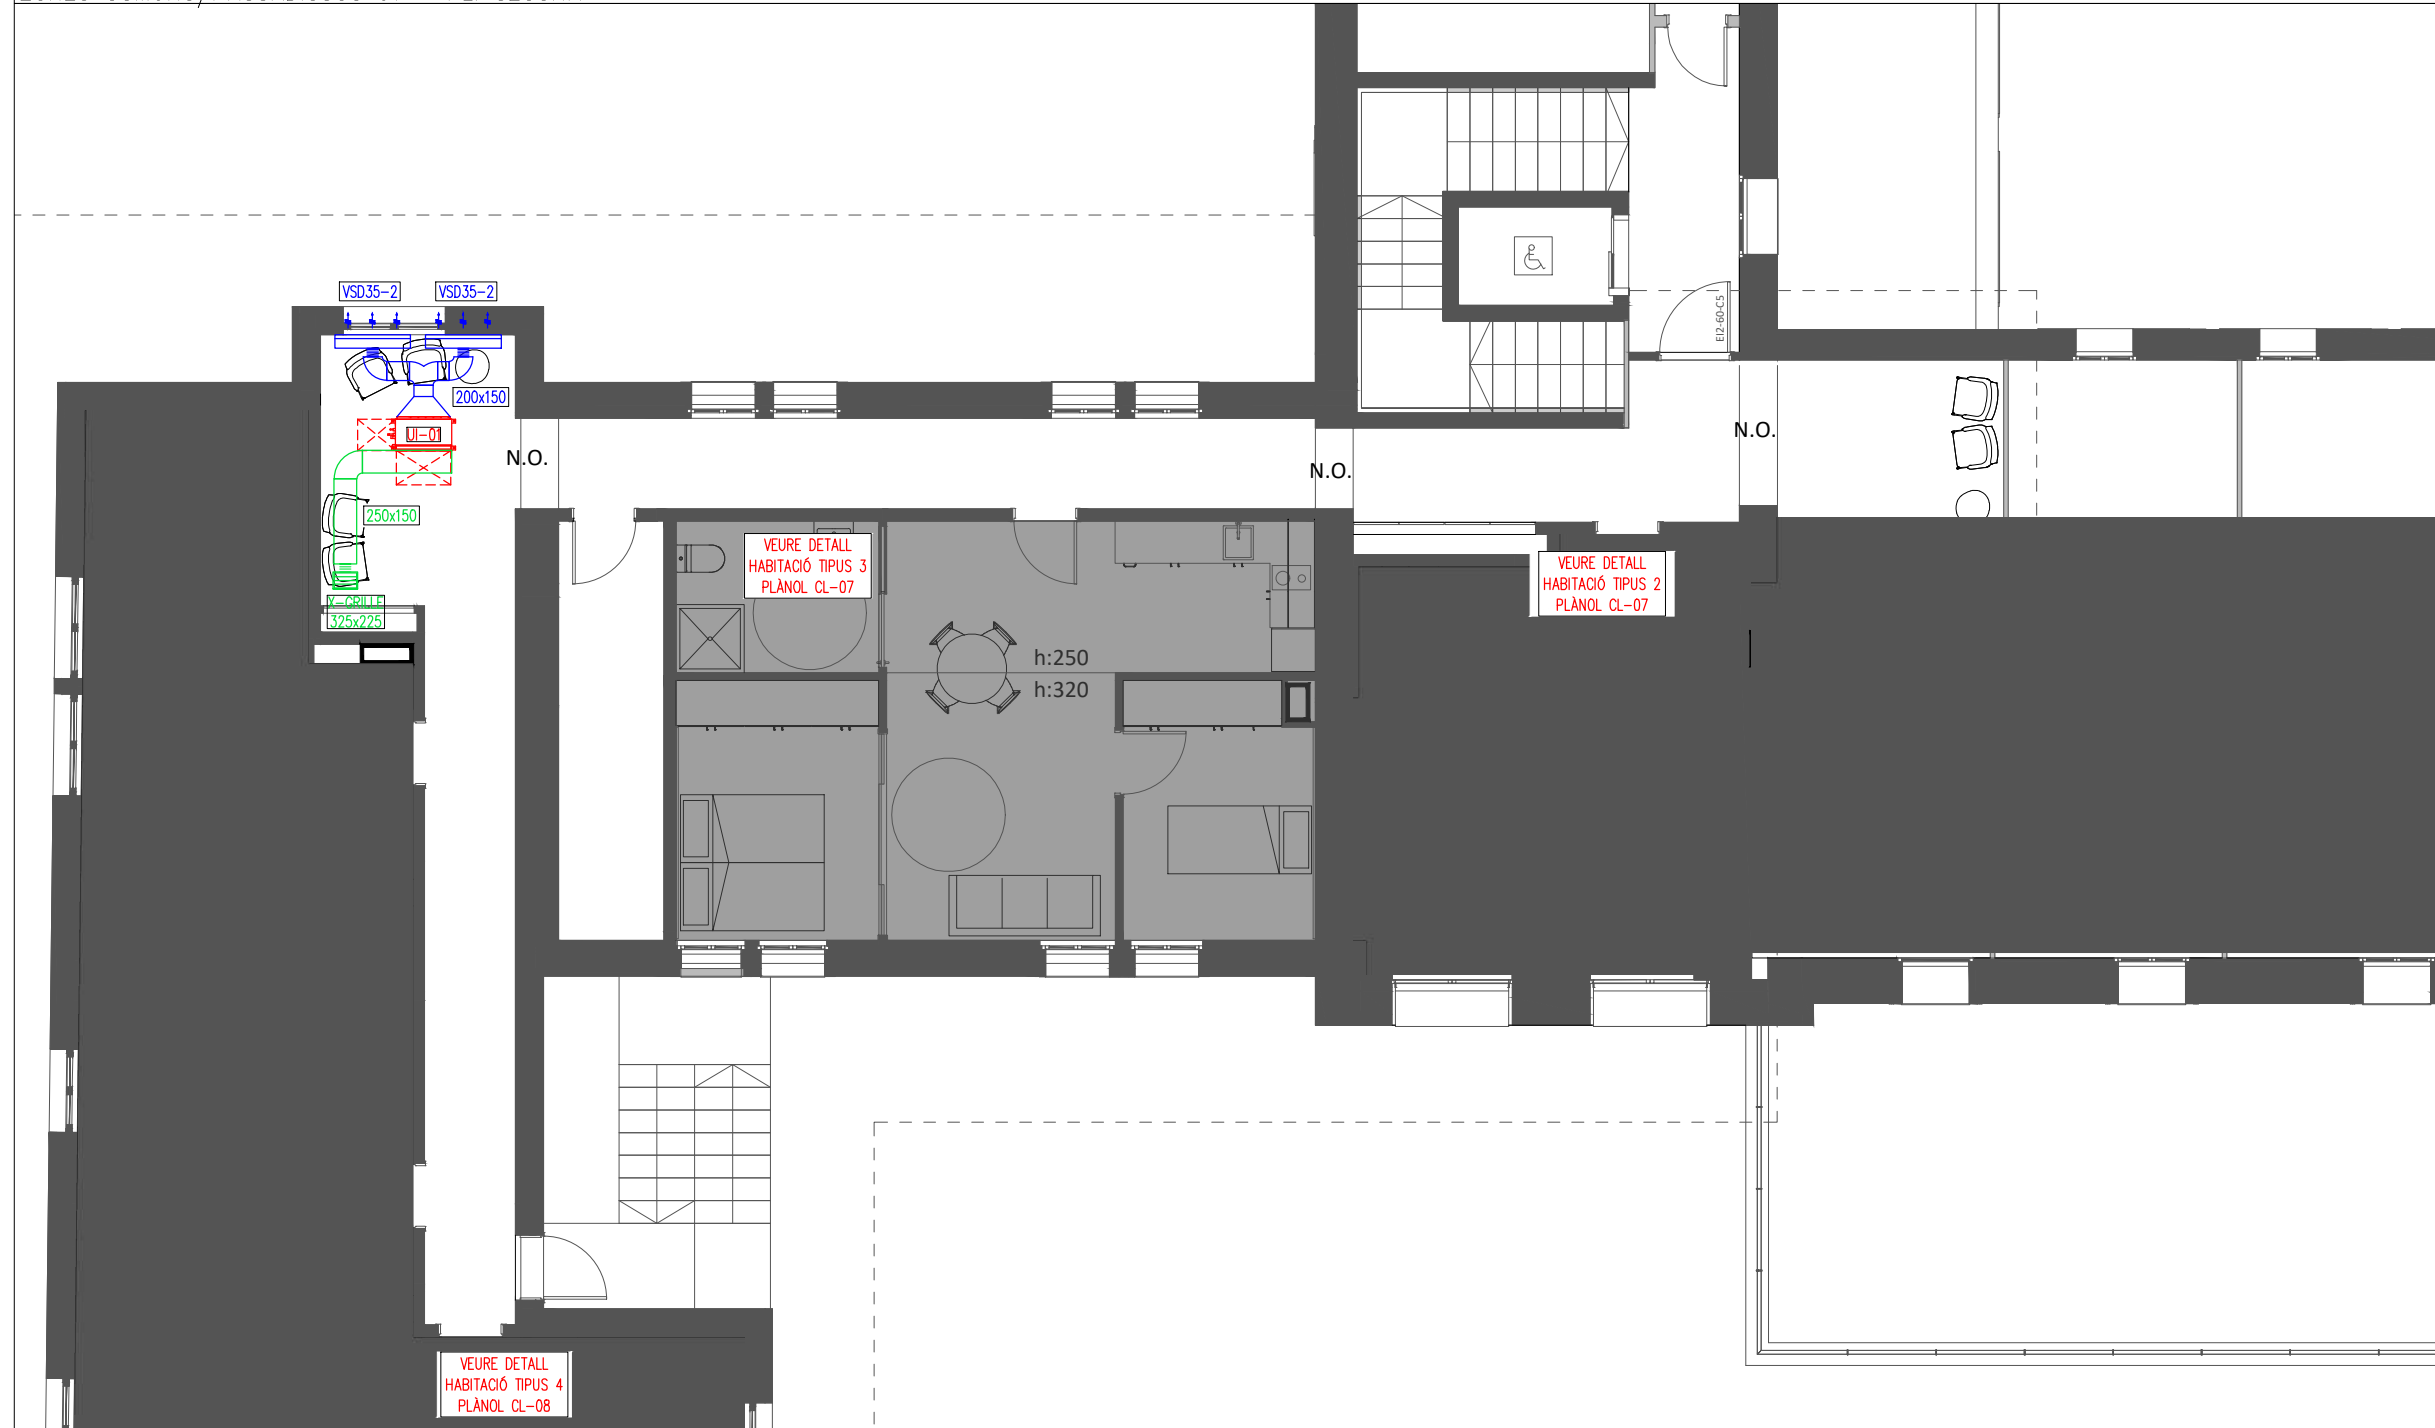 VSD35-2
VSD35-2
200x150
UI-01
N.O.
N.O.
N.O.
EI2-60-C5
250x150
X-GRILLE
325x225
VEURE DETALL
HABITACIÓ TIPUS 3
PLÀNOL CL-07
VEURE DETALL
HABITACIÓ TIPUS 2
PLÀNOL CL-07
h:250
h:320
VEURE DETALL
HABITACIÓ TIPUS 4
PLÀNOL CL-08